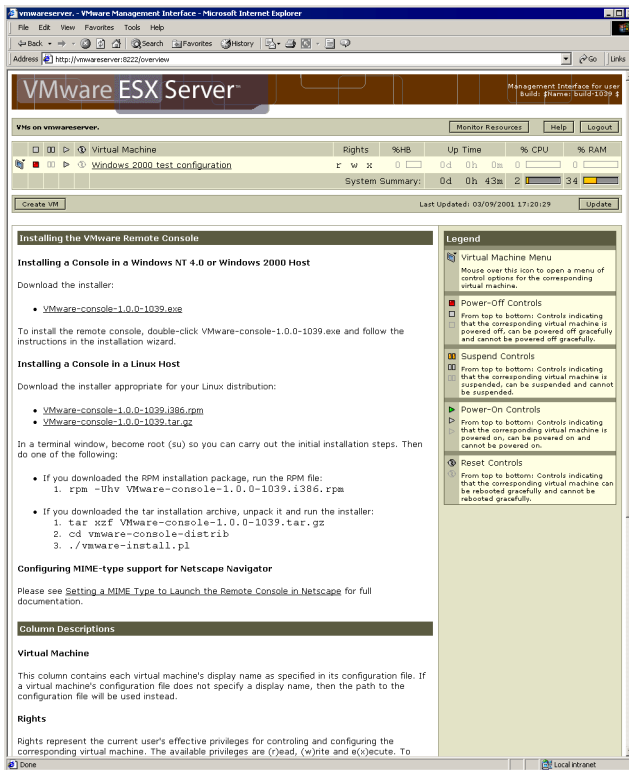 vmwareserver. - VMware Management Interface - Microsoft Internet Explorer
File Edit View Favorites Tools Help
Back Search Favorites History
Address http://vmwareserver:8222/overview Go Links
VMware ESX Server™
Management Interface for user
Build: $Name: build-1039 $
VMs on vmwareserver. Monitor Resources Help Logout
Virtual Machine Rights %HB Up Time % CPU % RAM
Windows 2000 test configuration r w x 0 0d 0h 0m 0 0
System Summary: 0d 0h 43m 2 34
Create VM Last Updated: 03/09/2001 17:20:29 Update
Installing the VMware Remote Console
Installing a Console in a Windows NT 4.0 or Windows 2000 Host
Download the installer:
• VMware-console-1.0.0-1039.exe
To install the remote console, double-click VMware-console-1.0.0-1039.exe and follow the
instructions in the installation wizard.
Installing a Console in a Linux Host
Download the installer appropriate for your Linux distribution:
• VMware-console-1.0.0-1039.i386.rpm
• VMware-console-1.0.0-1039.tar.gz
In a terminal window, become root (su) so you can carry out the initial installation steps. Then
do one of the following:
• If you downloaded the RPM installation package, run the RPM file:
1. rpm -Uhv VMware-console-1.0.0-1039.i386.rpm
• If you downloaded the tar installation archive, unpack it and run the installer:
1. tar xzf VMware-console-1.0.0-1039.tar.gz
2. cd vmware-console-distrib
3. ./vmware-install.pl
Configuring MIME-type support for Netscape Navigator
Please see Setting a MIME Type to Launch the Remote Console in Netscape for full
documentation.
Column Descriptions
Virtual Machine
This column contains each virtual machine's display name as specified in its configuration file. If
a virtual machine's configuration file does not specify a display name, then the path to the
configuration file will be used instead.
Rights
Rights represent the current user's effective privileges for controling and configuring the
corresponding virtual machine. The available privileges are (r)ead, (w)rite and e(x)ecute. To
Legend
Virtual Machine Menu
Mouse over this icon to open a menu of
control options for the corresponding
virtual machine.
Power-Off Controls
From top to bottom: Controls indicating
that the corresponding virtual machine is
powered off, can be powered off gracefully
and cannot be powered off gracefully.
Suspend Controls
From top to bottom: Controls indicating
that the corresponding virtual machine is
suspended, can be suspended and cannot
be suspended.
Power-On Controls
From top to bottom: Controls indicating
that the corresponding virtual machine is
powered on, can be powered on and
cannot be powered on.
Reset Controls
From top to bottom: Controls indicating
that the corresponding virtual machine can
be rebooted gracefully and cannot be
rebooted gracefully.
Done Local intranet